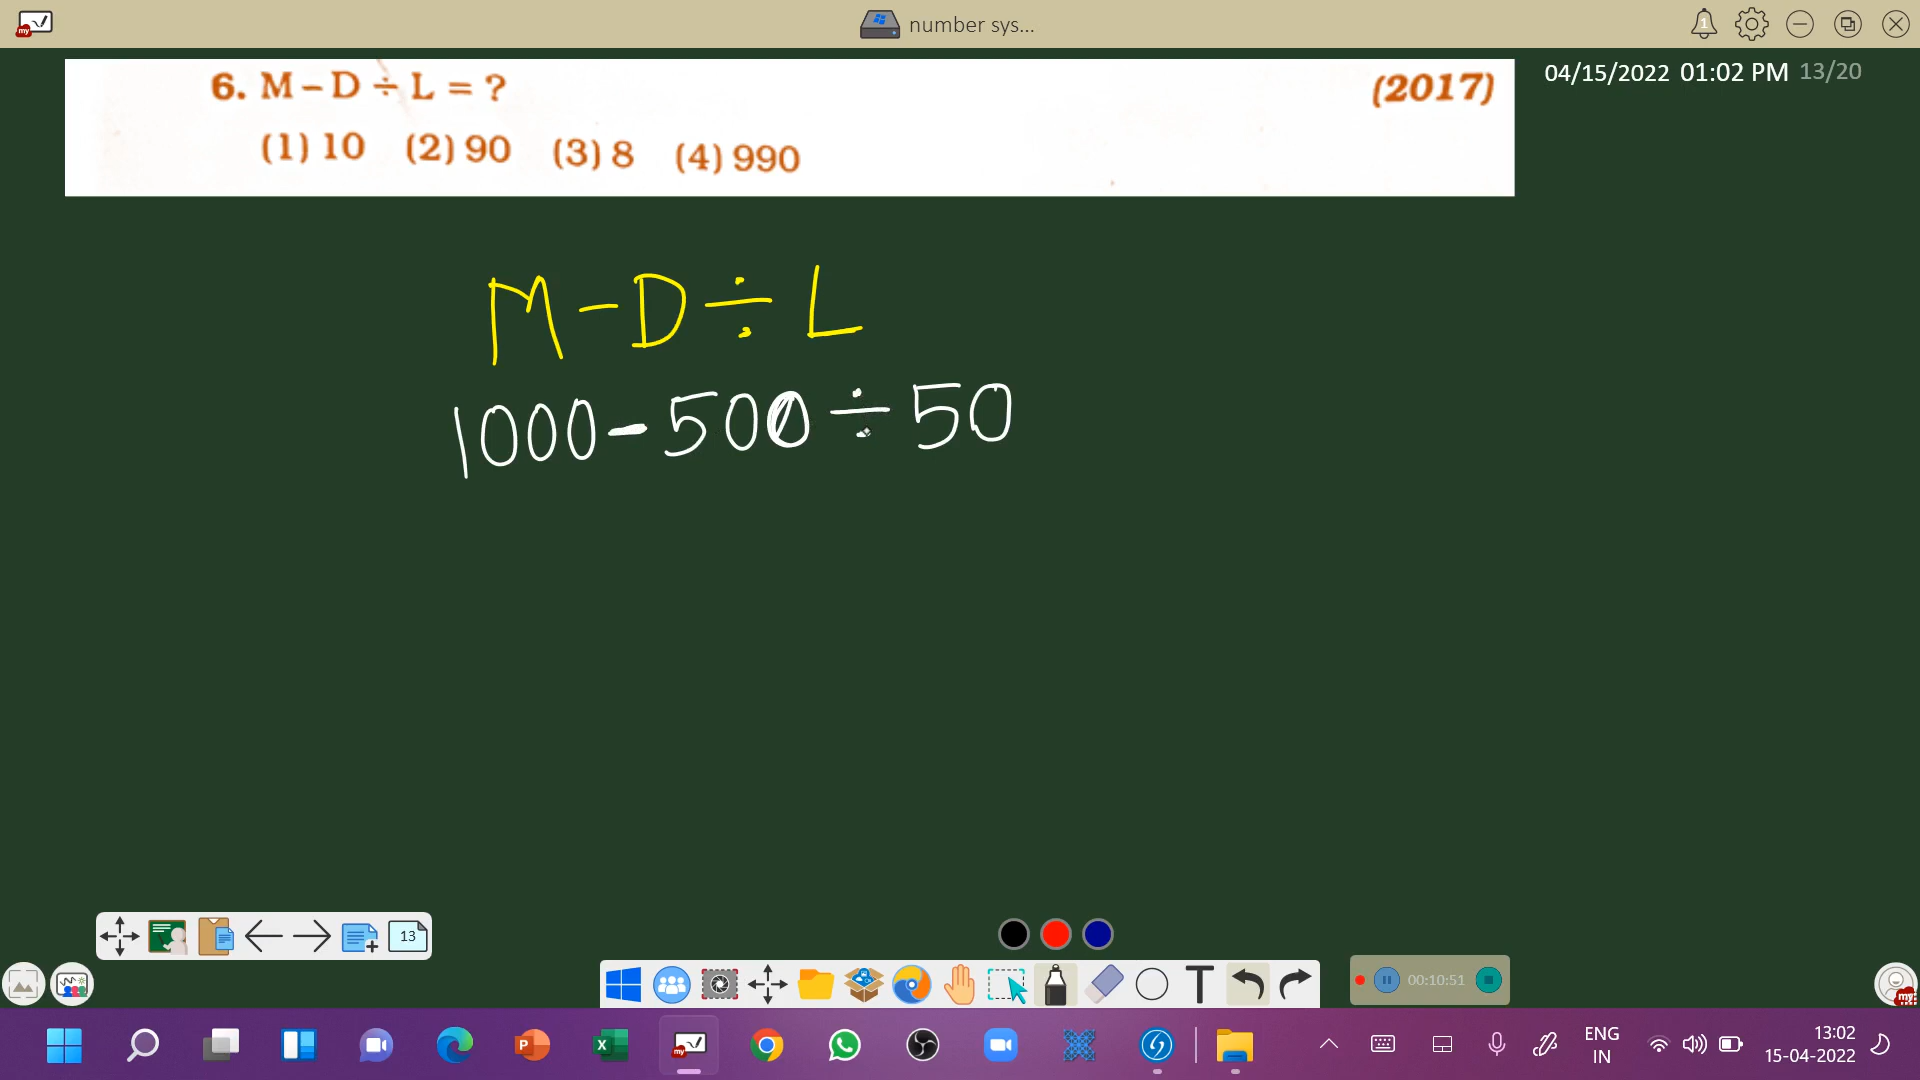 number sys...
04/15/2022 01:02 PM 13/20
6. M – D ÷ L = ? (2017)
(1) 10 (2) 90 (3) 8 (4) 990
M – D ÷ L
1000 – 500 ÷ 50
13
00:10:51
ENG
IN
13:02
15-04-2022